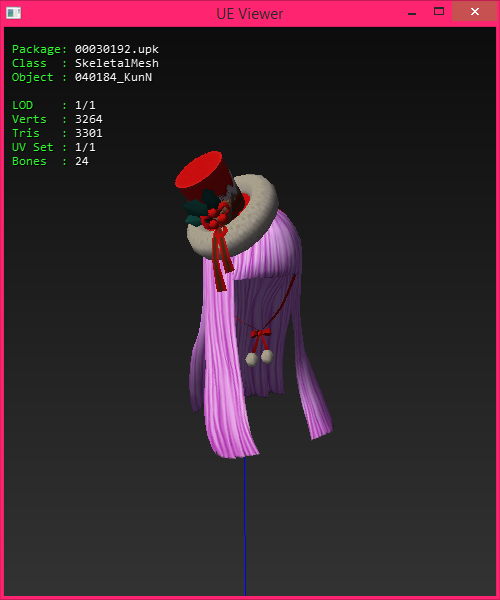 UE Viewer
Package: 00030192.upk
Class : SkeletalMesh
Object : 040184_KunN
LOD : 1/1
Verts : 3264
Tris : 3301
UV Set : 1/1
Bones : 24